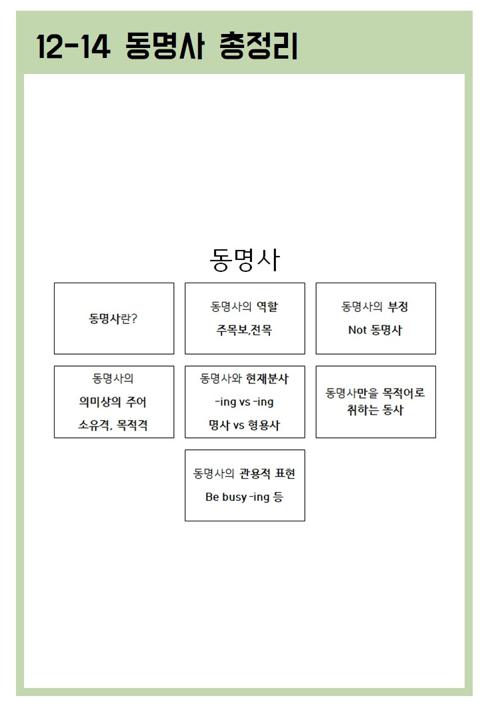 12-14 동명사 총정리
동명사
동명사란?
동명사의 역할
주목보,전목
동명사의 부정
Not 동명사
동명사의
의미상의 주어
소유격, 목적격
동명사와 현재분사
-ing vs -ing
명사 vs 형용사
동명사만을 목적어로
취하는 동사
동명사의 관용적 표현
Be busy -ing 등